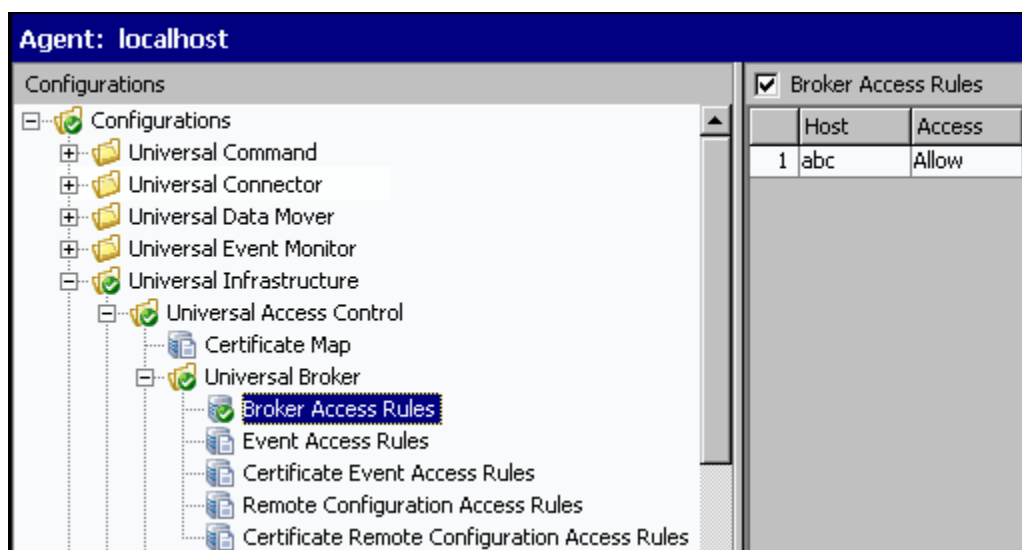 Agent: localhost
Configurations
Configurations
Universal Command
Universal Connector
Universal Data Mover
Universal Event Monitor
Universal Infrastructure
Universal Access Control
Certificate Map
Universal Broker
Broker Access Rules
Event Access Rules
Certificate Event Access Rules
Remote Configuration Access Rules
Certificate Remote Configuration Access Rules
Broker Access Rules
Host Access
1 abc Allow